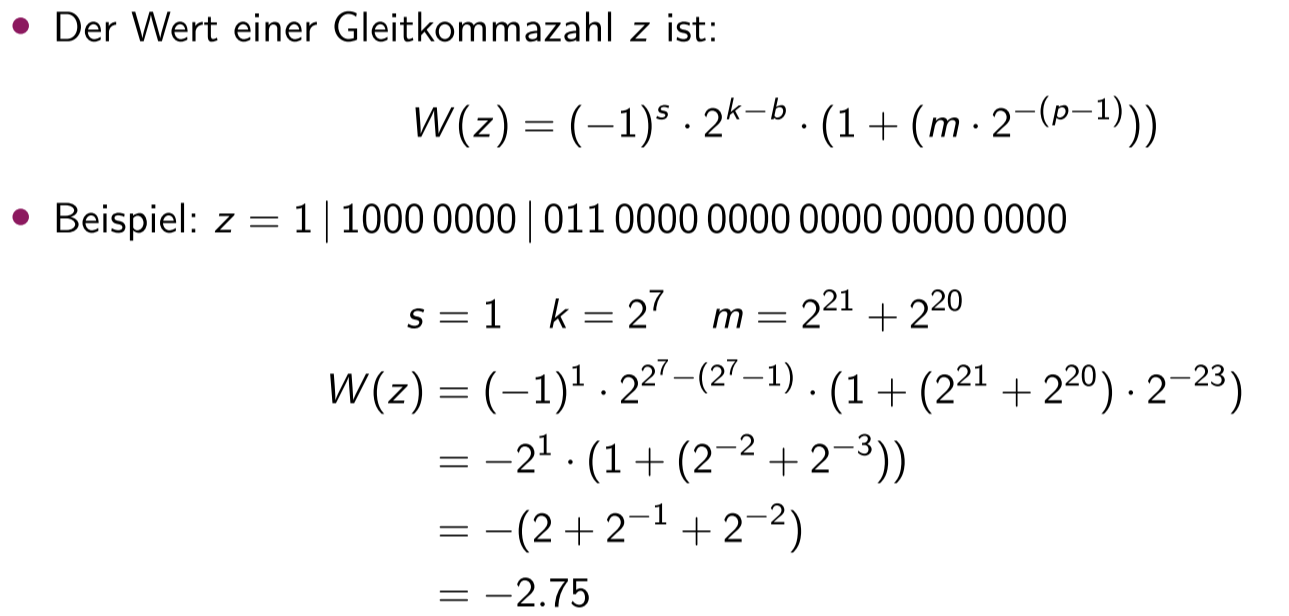 • Der Wert einer Gleitkommazahl z ist:
W(z) = (−1)^s · 2^{k−b} · (1 + (m · 2^{−(p−1)}))
• Beispiel: z = 1 | 1000 0000 | 011 0000 0000 0000 0000 0000
s = 1 k = 2^7 m = 2^{21} + 2^{20}
W(z) = (−1)^1 · 2^{2^7−(2^7−1)} · (1 + (2^{21} + 2^{20}) · 2^{−23})
= −2^1 · (1 + (2^{−2} + 2^{−3}))
= −(2 + 2^{−1} + 2^{−2})
= −2.75